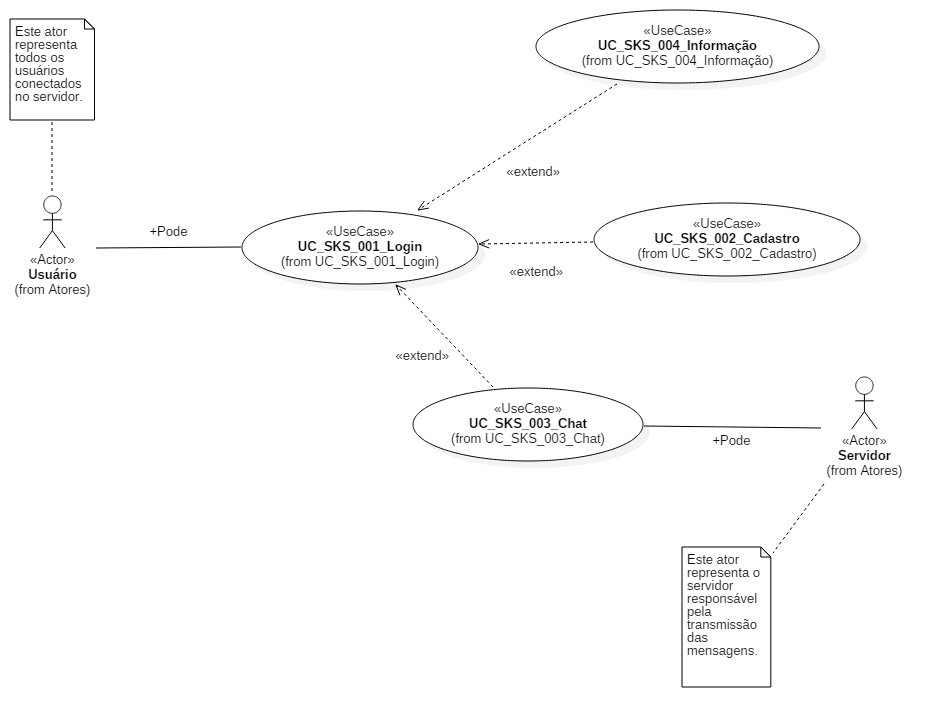 Este ator
representa
todos os
usuários
conectados
no servidor.
«UseCase»
UC_SKS_004_Informação
(from UC_SKS_004_Informação)
«extend»
+Pode
«UseCase»
UC_SKS_001_Login
(from UC_SKS_001_Login)
«UseCase»
UC_SKS_002_Cadastro
(from UC_SKS_002_Cadastro)
«Actor»
Usuário
(from Atores)
«extend»
«extend»
«UseCase»
UC_SKS_003_Chat
(from UC_SKS_003_Chat)
+Pode
«Actor»
Servidor
(from Atores)
Este ator
representa o
servidor
responsável
pela
transmissão
das
mensagens.